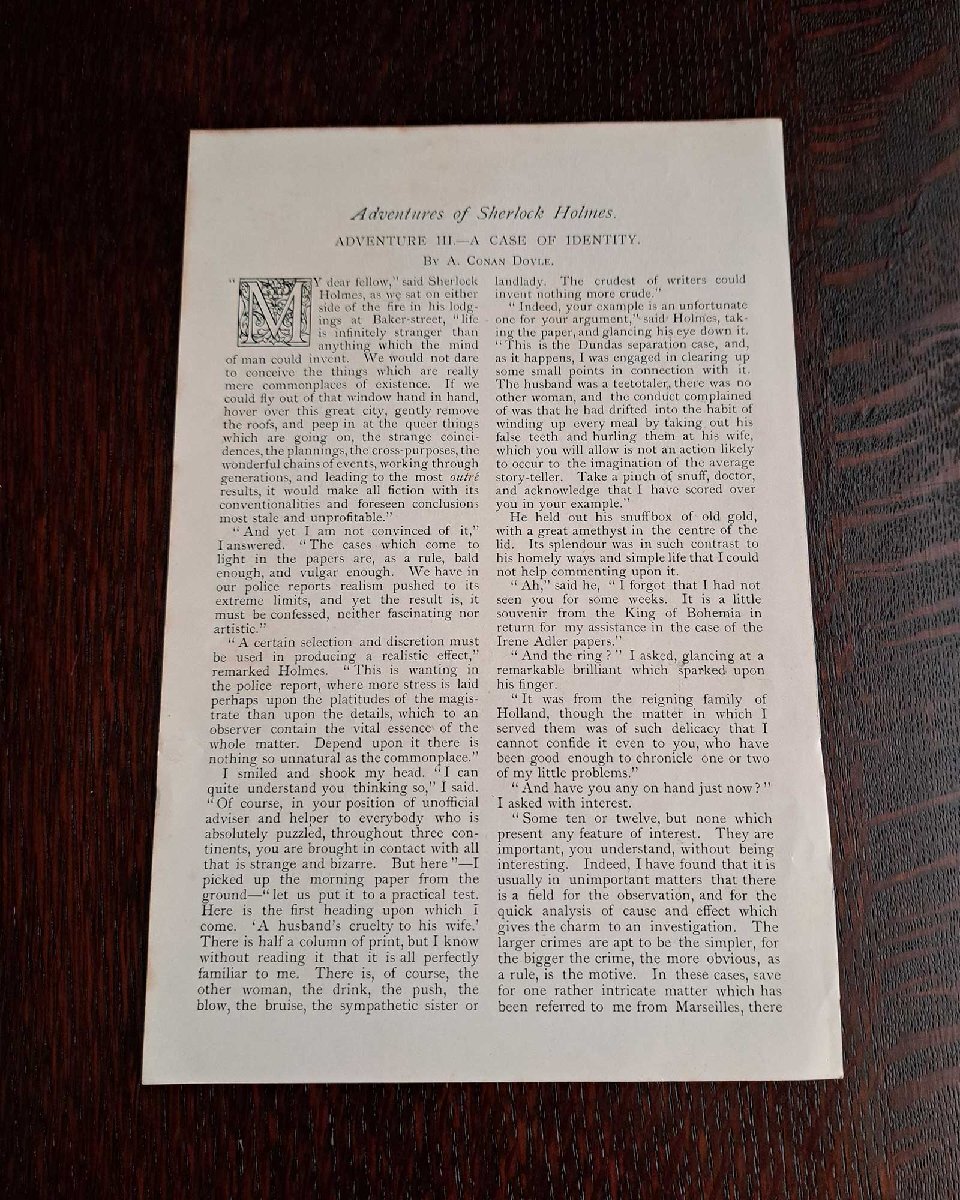 Adventures of Sherlock Holmes.
ADVENTURE III.—A CASE OF IDENTITY.
By A. Conan Doyle.
"MY dear fellow," said Sherlock
Holmes, as we sat on either
side of the fire in his lodg-
ings at Baker-street, "life
is infinitely stranger than
anything which the mind
of man could invent. We would not dare
to conceive the things which are really
mere commonplaces of existence. If we
could fly out of that window hand in hand,
hover over this great city, gently remove
the roofs, and peep in at the queer things
which are going on, the strange coinci-
dences, the plannings, the cross-purposes, the
wonderful chains of events, working through
generations, and leading to the most outré
results, it would make all fiction with its
conventionalities and foreseen conclusions
most stale and unprofitable."
"And yet I am not convinced of it,"
I answered. "The cases which come to
light in the papers are, as a rule, bald
enough, and vulgar enough. We have in
our police reports realism pushed to its
extreme limits, and yet the result is, it
must be confessed, neither fascinating nor
artistic."
"A certain selection and discretion must
be used in producing a realistic effect,"
remarked Holmes. "This is wanting in
the police report, where more stress is laid
perhaps upon the platitudes of the magis-
trate than upon the details, which to an
observer contain the vital essence of the
whole matter. Depend upon it there is
nothing so unnatural as the commonplace."
I smiled and shook my head. "I can
quite understand you thinking so," I said.
"Of course, in your position of unofficial
adviser and helper to everybody who is
absolutely puzzled, throughout three con-
tinents, you are brought in contact with all
that is strange and bizarre. But here"—I
picked up the morning paper from the
ground—"let us put it to a practical test.
Here is the first heading upon which I
come. 'A husband's cruelty to his wife.'
There is half a column of print, but I know
without reading it that it is all perfectly
familiar to me. There is, of course, the
other woman, the drink, the push, the
blow, the bruise, the sympathetic sister or
landlady. The crudest of writers could
invent nothing more crude."
"Indeed, your example is an unfortunate
one for your argument," said Holmes, tak-
ing the paper, and glancing his eye down it.
"This is the Dundas separation case, and,
as it happens, I was engaged in clearing up
some small points in connection with it.
The husband was a teetotaler, there was no
other woman, and the conduct complained
of was that he had drifted into the habit of
winding up every meal by taking out his
false teeth and hurling them at his wife,
which you will allow is not an action likely
to occur to the imagination of the average
story-teller. Take a pinch of snuff, doctor,
and acknowledge that I have scored over
you in your example."
He held out his snuffbox of old gold,
with a great amethyst in the centre of the
lid. Its splendour was in such contrast to
his homely ways and simple life that I could
not help commenting upon it.
"Ah," said he, "I forgot that I had not
seen you for some weeks. It is a little
souvenir from the King of Bohemia in
return for my assistance in the case of the
Irene Adler papers."
"And the ring?" I asked, glancing at a
remarkable brilliant which sparked upon
his finger.
"It was from the reigning family of
Holland, though the matter in which I
served them was of such delicacy that I
cannot confide it even to you, who have
been good enough to chronicle one or two
of my little problems."
"And have you any on hand just now?"
I asked with interest.
"Some ten or twelve, but none which
present any feature of interest. They are
important, you understand, without being
interesting. Indeed, I have found that it is
usually in unimportant matters that there
is a field for the observation, and for the
quick analysis of cause and effect which
gives the charm to an investigation. The
larger crimes are apt to be the simpler, for
the bigger the crime, the more obvious, as
a rule, is the motive. In these cases, save
for one rather intricate matter which has
been referred to me from Marseilles, there